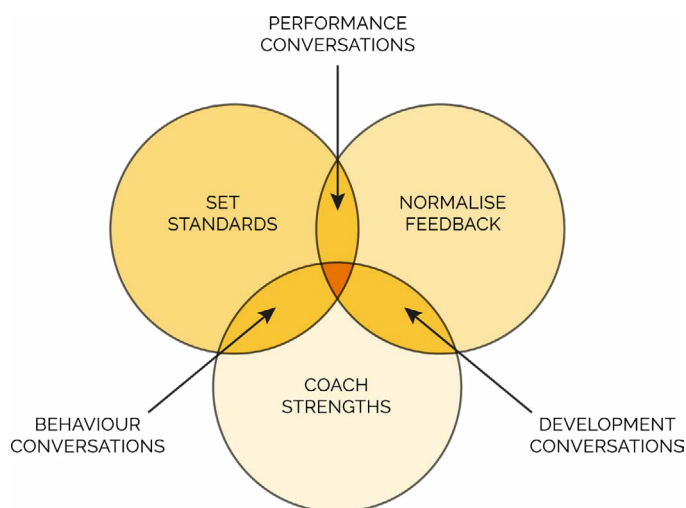 PERFORMANCE
CONVERSATIONS
SET
STANDARDS
NORMALISE
FEEDBACK
COACH
STRENGTHS
BEHAVIOUR
CONVERSATIONS
DEVELOPMENT
CONVERSATIONS